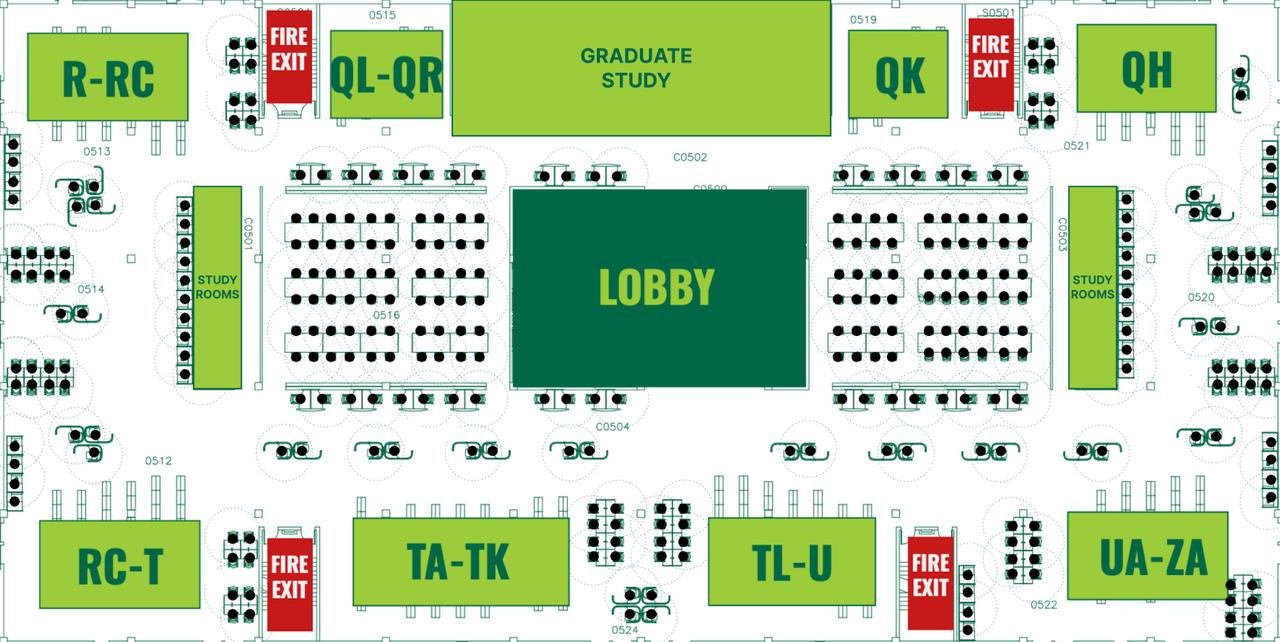 C0504
0515
0519
S0501
FIRE
EXIT
QL-QR
GRADUATE
STUDY
QK
FIRE
EXIT
QH
R-RC
0513
C0502
0521
C0500
C0501
C0503
STUDY
ROOMS
0514
LOBBY
STUDY
ROOMS
0520
0516
C0504
0512
RC-T
FIRE
EXIT
TA-TK
TL-U
FIRE
EXIT
UA-ZA
0522
0524